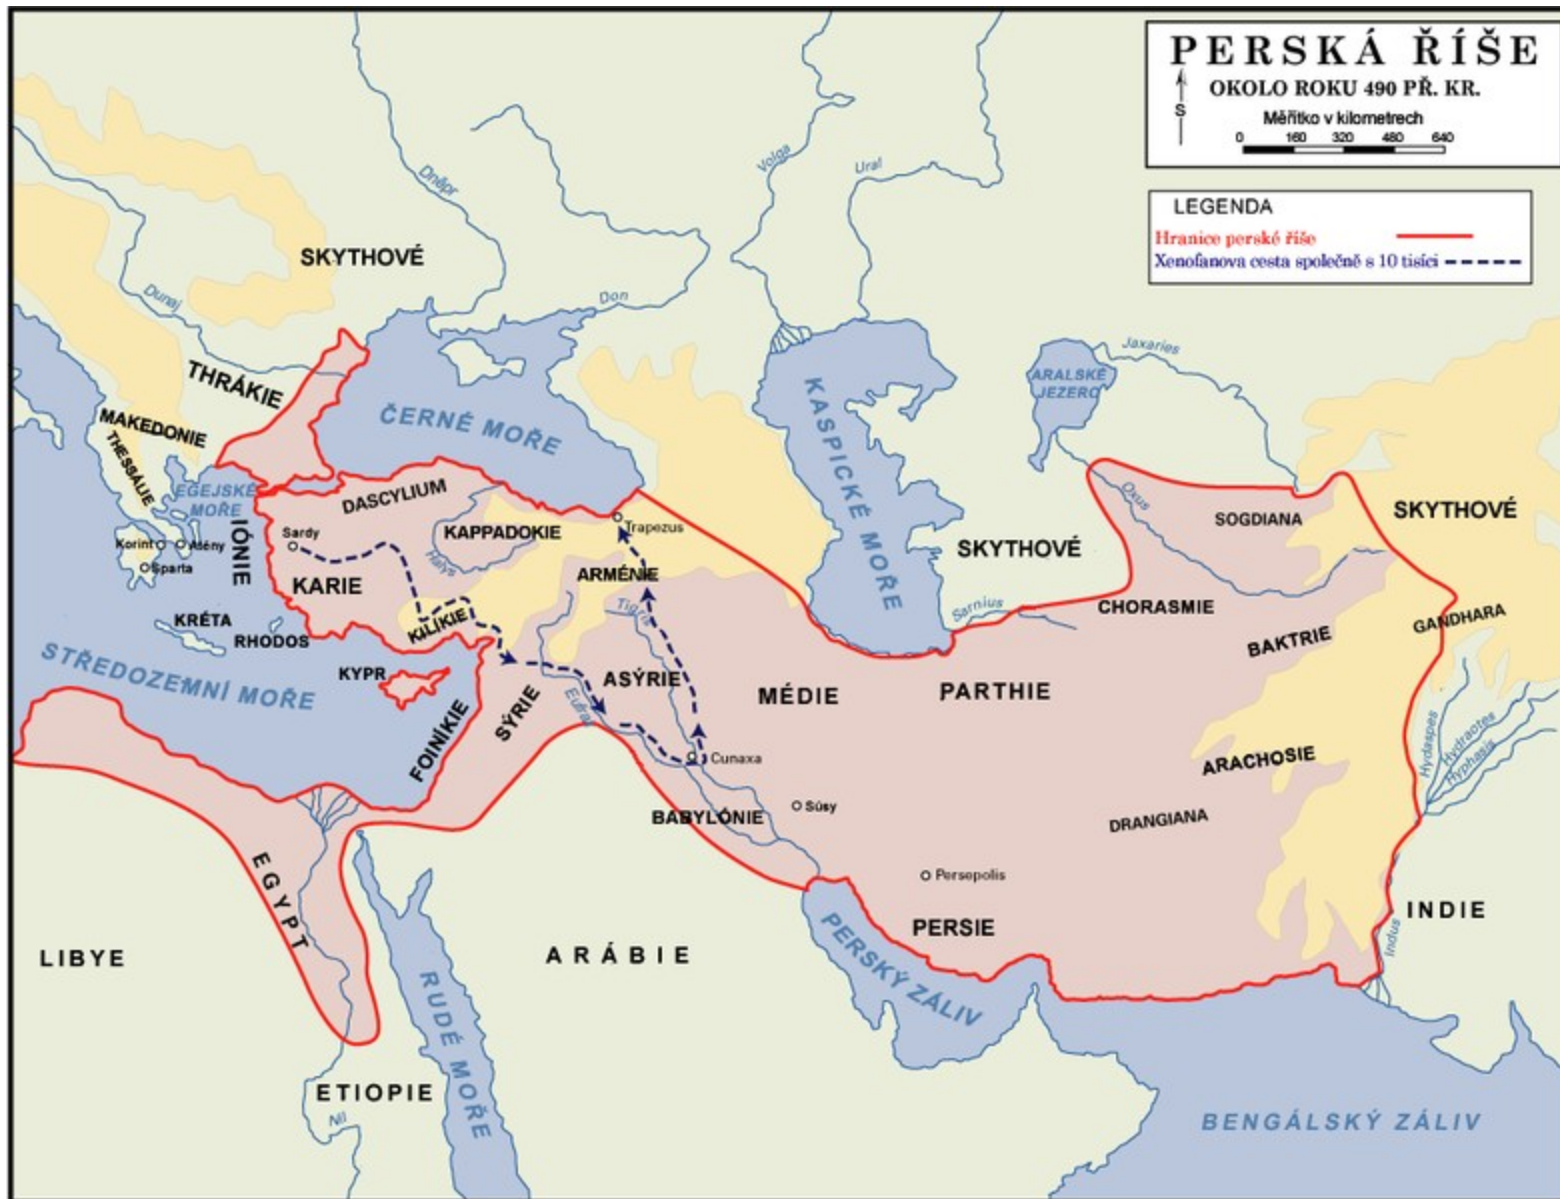 PERSKÁ ŘÍŠE
OKOLO ROKU 490 PŘ. KR.
S
Měřítko v kilometrech
0 160 320 480 640
LEGENDA
Hranice perské říše
Xenofanova cesta společně s 10 tisíci
Dněpr
Volga
Ural
SKYTHOVÉ
Dunaj
Don
THRÁKIE
ČERNÉ MOŘE
KASPICKÉ MOŘE
ARALSKÉ
JEZERO
Jaxaries
MAKEDONIE
THESSÁLIE
EGEJSKÉ
MOŘE
IÓNIE
DASCYLIUM
KAPPADOKIE
Halys
Trapezus
Sardy
Korint
Atény
Sparta
KARIE
KILÍKIE
ARMÉNIE
Tigris
SKYTHOVÉ
Oxus
SOGDIANA
SKYTHOVÉ
Sarnius
CHORASMIE
BAKTRIE
GANDHARA
KRÉTA
RHODOS
KYPR
STŘEDOZEMNÍ MOŘE
FOINÍKIE
SÝRIE
Eufrat
ASÝRIE
MÉDIE
PARTHIE
Cunaxa
BABYLÓNIE
Súsy
ARACHOSIE
DRANGIANA
Hydaspes
Hydraotes
Hyphasis
Persepolis
PERSIE
EGYPT
LIBYE
ARÁBIE
RUDÉ MOŘE
PERSKÝ ZÁLIV
Indus
INDIE
ETIOPIE
Nil
BENGÁLSKÝ ZÁLIV